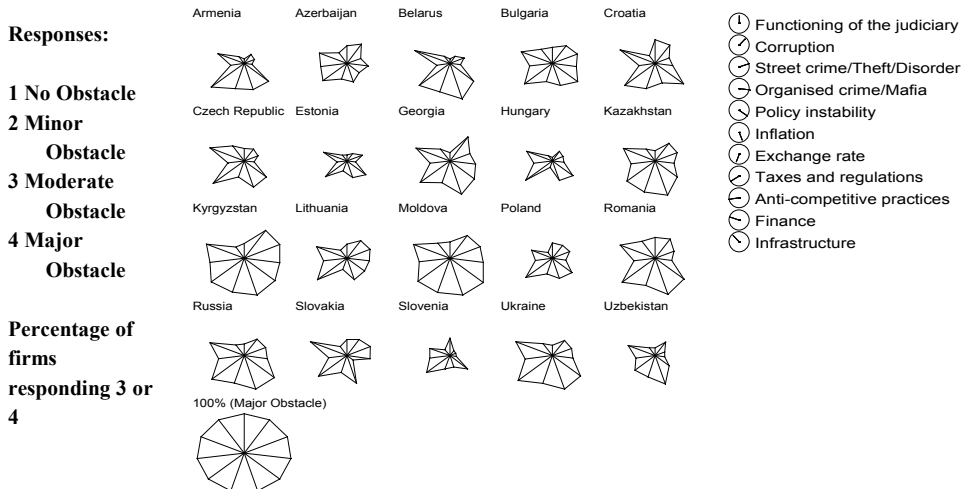 Responses:
1 No Obstacle
2 Minor
Obstacle
3 Moderate
Obstacle
4 Major
Obstacle
Percentage of
firms
responding 3 or
4
Armenia Azerbaijan Belarus Bulgaria Croatia
Czech Republic Estonia Georgia Hungary Kazakhstan
Kyrgyzstan Lithuania Moldova Poland Romania
Russia Slovakia Slovenia Ukraine Uzbekistan
100% (Major Obstacle)
Functioning of the judiciary
Corruption
Street crime/Theft/Disorder
Organised crime/Mafia
Policy instability
Inflation
Exchange rate
Taxes and regulations
Anti-competitive practices
Finance
Infrastructure